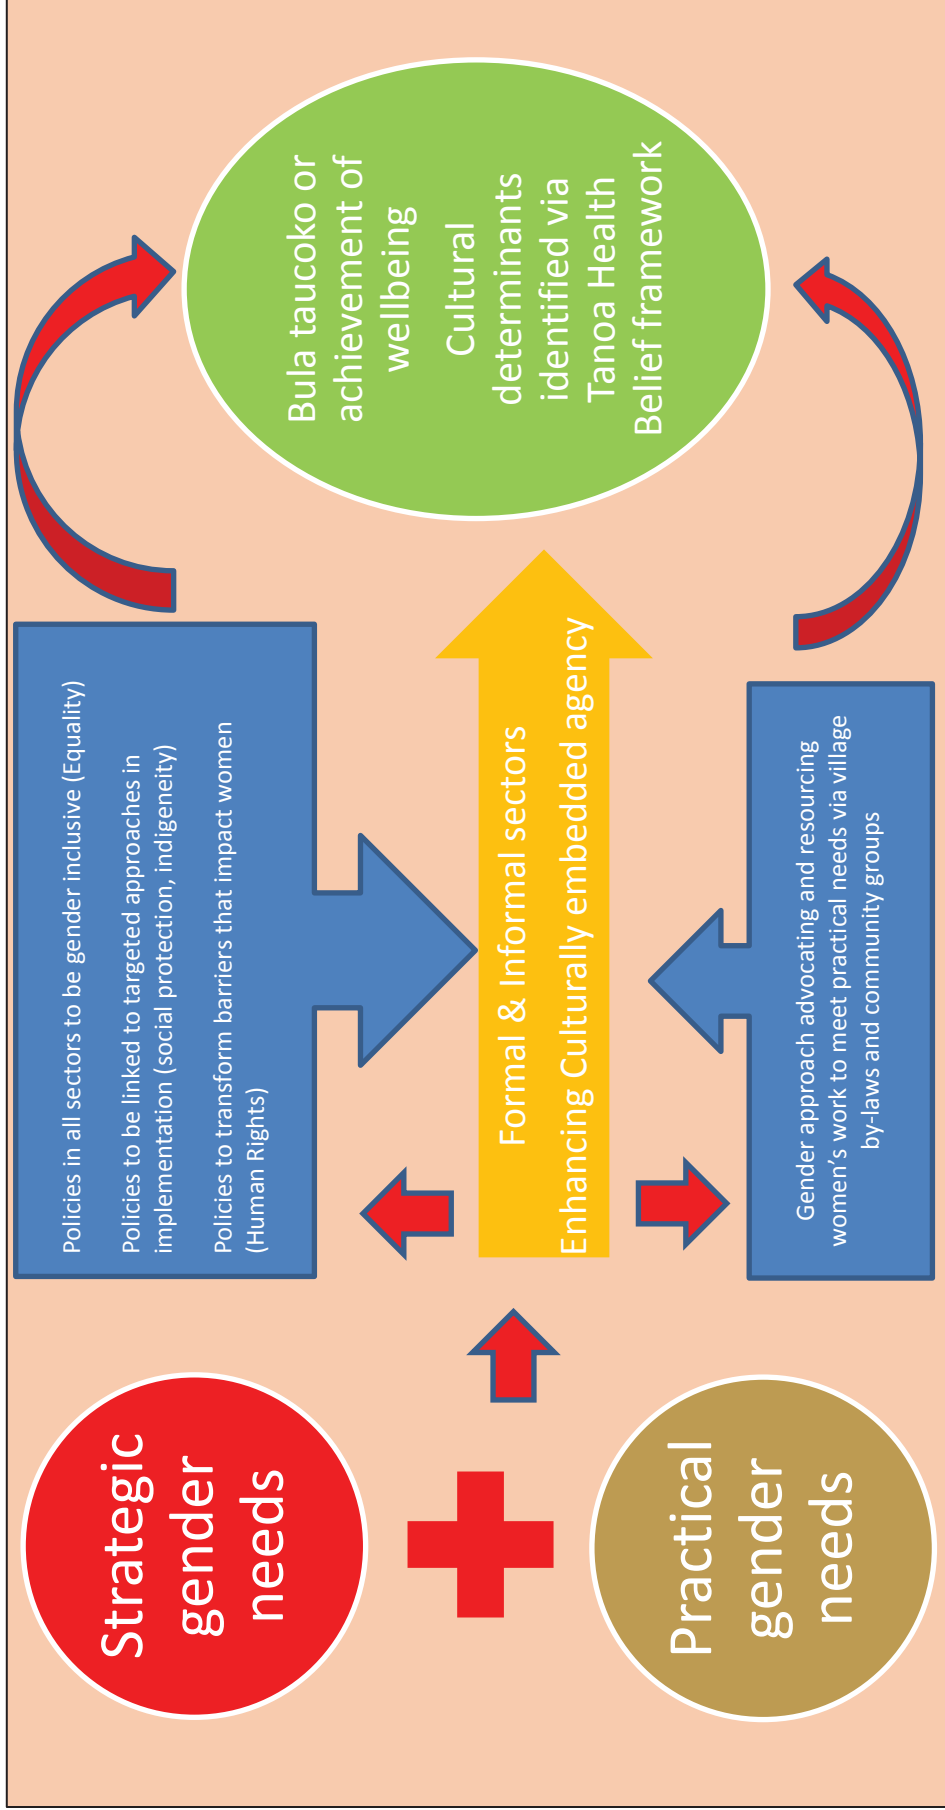 Strategic
gender
needs
Practical
gender
needs
Policies in all sectors to be gender inclusive (Equality)
Policies to be linked to targeted approaches in
implementation (social protection, indigeneity)
Policies to transform barriers that impact women
(Human Rights)
Formal & Informal sectors
Enhancing Culturally embedded agency
Gender approach advocating and resourcing
women’s work to meet practical needs via village
by-laws and community groups
Bula taucoko or
achievement of
wellbeing
Cultural
determinants
identified via
Tanoa Health
Belief framework